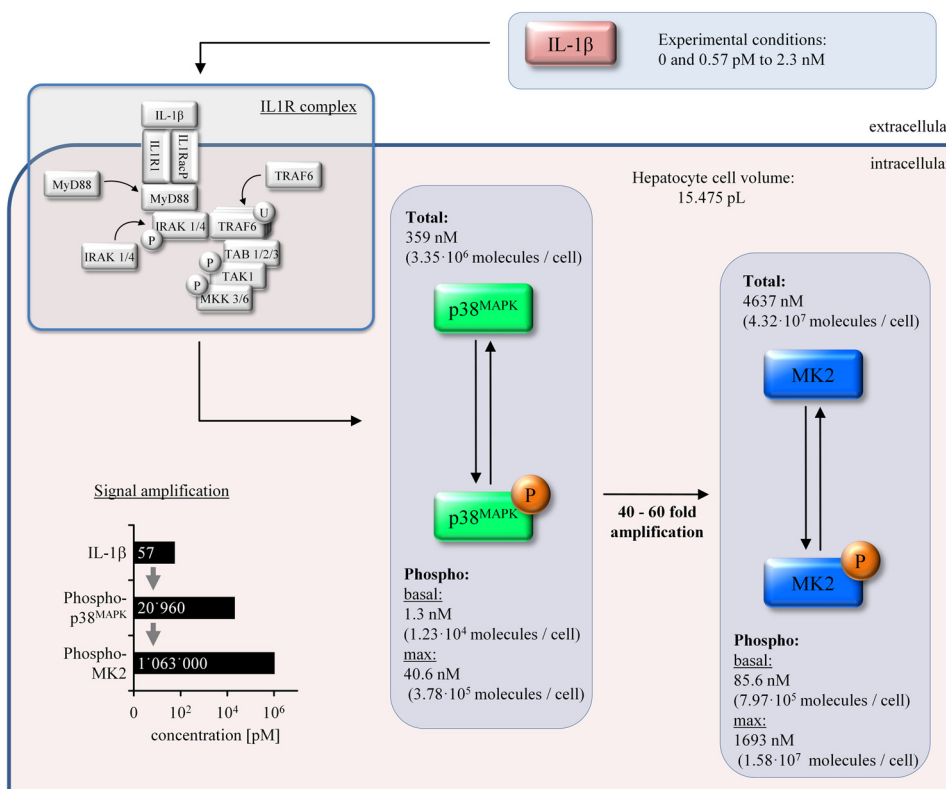 IL-1β
Experimental conditions:
0 and 0.57 pM to 2.3 nM
IL1R complex
IL-1β
IL1R1
IL1RacP
MyD88
MyD88
TRAF6
U
IRAK 1/4
TRAF6
P
IRAK 1/4
TAB 1/2/3
P
TAK1
P
MKK 3/6
extracellular
intracellular
Hepatocyte cell volume:
15.475 pL
Total:
359 nM
(3.35·10⁶ molecules / cell)
p38ᴹᴬᴾᴷ
P
p38ᴹᴬᴾᴷ
Phospho:
basal:
1.3 nM
(1.23·10⁴ molecules / cell)
max:
40.6 nM
(3.78·10⁵ molecules / cell)
40 - 60 fold
amplification
Total:
4637 nM
(4.32·10⁷ molecules / cell)
MK2
P
MK2
Phospho:
basal:
85.6 nM
(7.97·10⁵ molecules / cell)
max:
1693 nM
(1.58·10⁷ molecules / cell)
Signal amplification
IL-1β
57
Phospho-
p38ᴹᴬᴾᴷ
20˙960
Phospho-
MK2
1˙063˙000
0 10² 10⁴ 10⁶
concentration [pM]